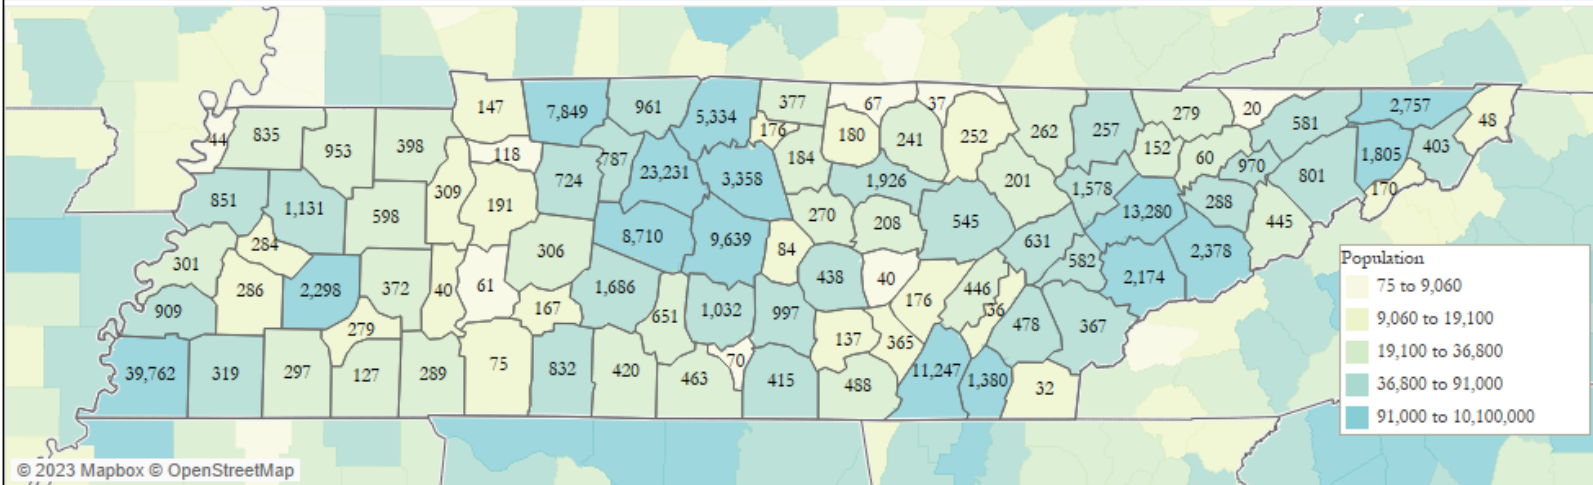 147 7,849 961 5,334 377 67 37 279 20 2,757
44 835 953 398 176 180 241 252 262 257 581 48
118 787 184 152 60 970 1,805 403
724 23,231 3,358 1,926 201 1,578 801 170
851 1,131 598 309 191 270 208 545 13,280 288 445
284 306 8,710 9,639 84 631 582 2,378
301 438 40 2,174
286 2,298 372 40 61 1,686 176 446
909 279 167 651 1,032 997 36 478 367
137 365
39,762 319 297 127 289 75 832 420 463 70 415 488 11,247 1,380 32
Population
75 to 9,060
9,060 to 19,100
19,100 to 36,800
36,800 to 91,000
91,000 to 10,100,000
© 2023 Mapbox © OpenStreetMap